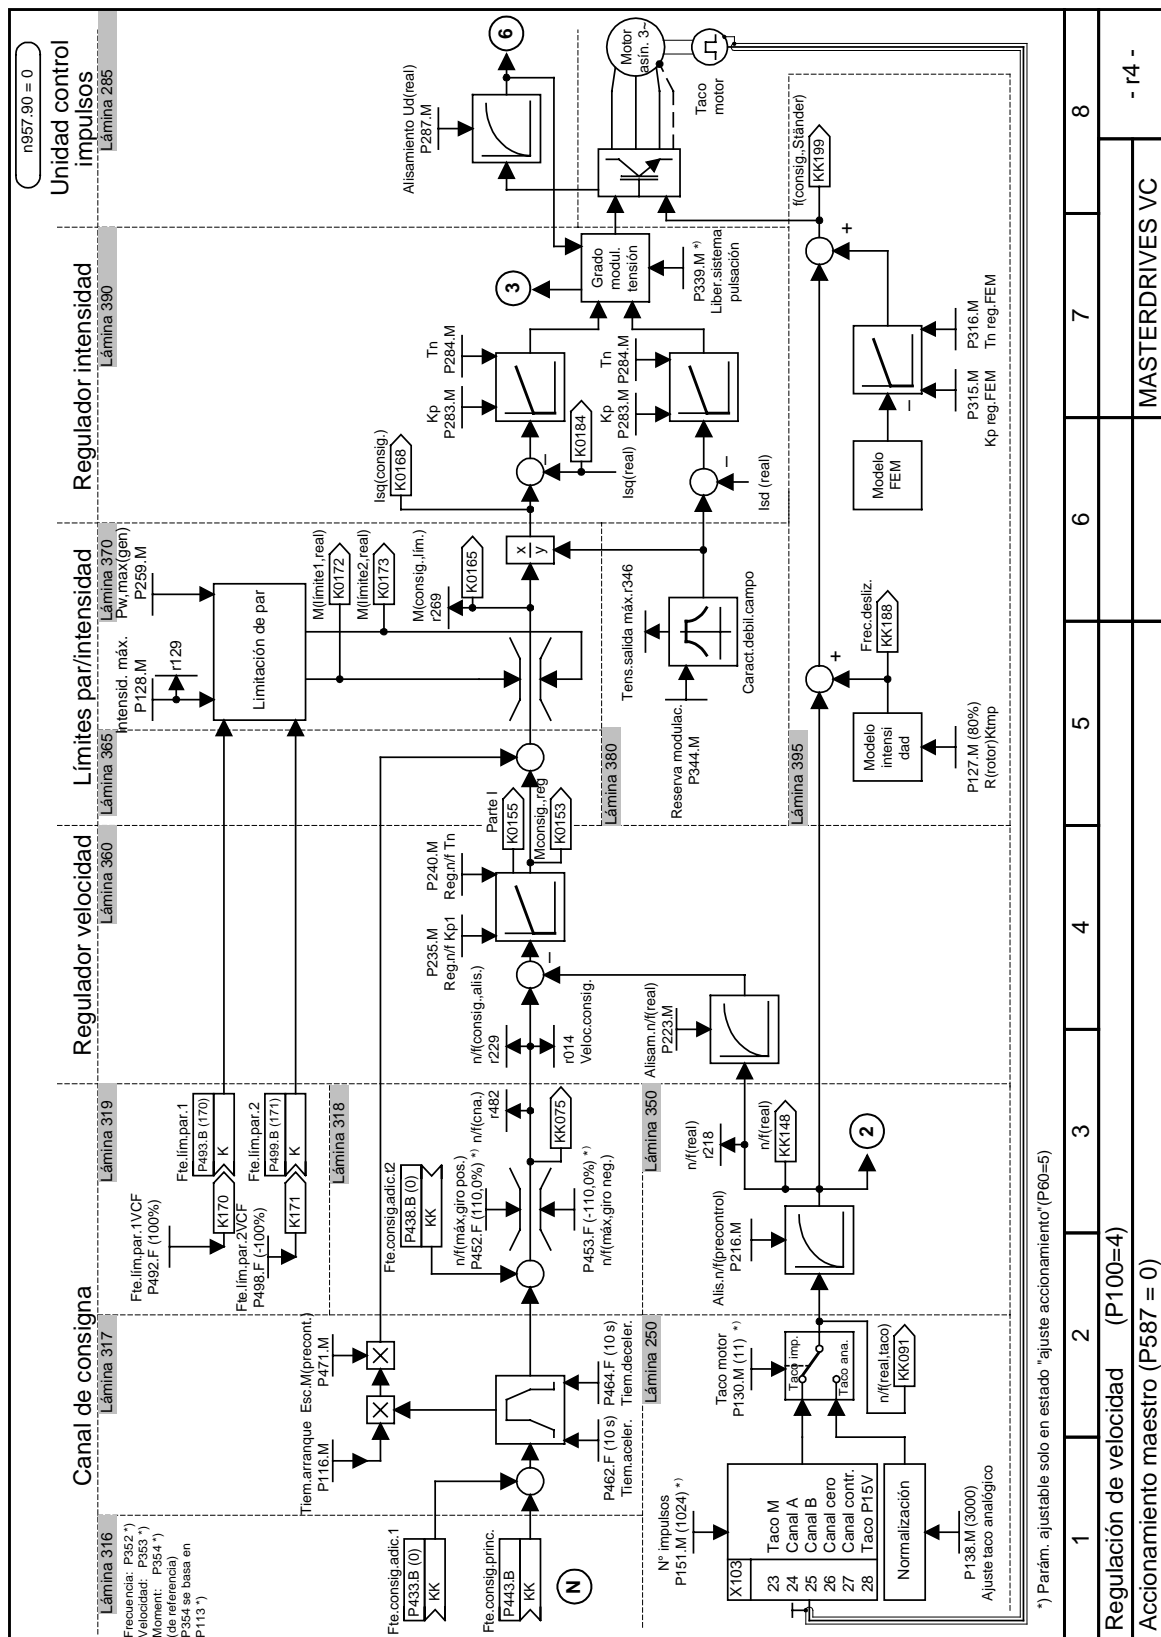 n957.90 = 0
Canal de consigna
Regulador velocidad
Límites par/intensidad
Regulador intensidad
Unidad control
impulsos
Lámina 316
Lámina 317
Lámina 319
Lámina 360
Lámina 365
Lámina 370
Lámina 390
Lámina 285
Frecuencia: P352 *)
Velocidad: P353 *)
Moment: P354 *)
(de referencia)
P354 se basa en
P113 *)
Fte.lím.par.1VCF
P492.F (100%)
K170
Fte.lím.par.1
P493.B (170)
K
Fte.lím.par.2VCF
P498.F (-100%)
K171
Fte.lím.par.2
P499.B (171)
K
Lámina 318
Intensid. máx.
P128.M
r129
Pw,max(gen)
P259.M
Limitación de par
M(límite1,real)
K0172
M(límite2,real)
K0173
Alisamiento Ud(real)
P287.M
6
Motor
asín. 3~
Taco
motor
Tiem.arranque
P116.M
Esc.M(precont.)
P471.M
Fte.consig.adic.1
P433.B (0)
KK
Fte.consig.princ.
P443.B
KK
N
P462.F (10 s)
Tiem.aceler.
P464.F (10 s)
Tiem.deceler.
Fte.consig.adic.t2
P438.B (0)
KK
n/f(máx,giro pos.)
P452.F (110,0%) *)
n/f(cna.)
r482
KK075
P453.F (-110,0%) *)
n/f(máx,giro neg.)
n/f(consig,alis.)
r229
r014
Veloc.consig.
P235.M
Reg.n/f Kp1
P240.M
Reg.n/f Tn
Parte I
K0155
Mconsig.,reg
K0153
M(consig.,lím.)
r269
K0165
x
y
Isq(consig.)
K0168
Kp
P283.M
Tn
P284.M
K0184
Isq(real)
Kp
P283.M
Tn
P284.M
Isd (real)
3
Grado
modul.
tensión
P339.M *)
Liber.sistema
pulsación
Lámina 380
Tens.salida máx.r346
Reserva modulac.
P344.M
Caract.debil.campo
Lámina 250
Lámina 350
Lámina 395
Alisam.n/f(real)
P223.M
n/f(real)
r218
n/f(real)
KK148
2
Alis.n/f(precontrol)
P216.M
Taco motor
P130.M (11) *)
Taco imp.
Taco ana.
n/f(real,taco)
KK091
N° impulsos
P151.M (1024) *)
X103
23 Taco M
24 Canal A
25 Canal B
26 Canal cero
27 Canal contr.
28 Taco P15V
Normalización
P138.M (3000)
Ajuste taco analógico
Modelo
intensi
dad
P127.M (80%)
R(rotor)Ktmp
Frec.desliz.
KK188
Modelo
FEM
P315.M
Kp reg.FEM
P316.M
Tn reg.FEM
f(consig.,Ständer)
KK199
*) Parám. ajustable solo en estado "ajuste accionamiento"(P60=5)
1 2 3 4 5 6 7 8
Regulación de velocidad (P100=4)
Accionamiento maestro (P587 = 0)
MASTERDRIVES VC
- r4 -